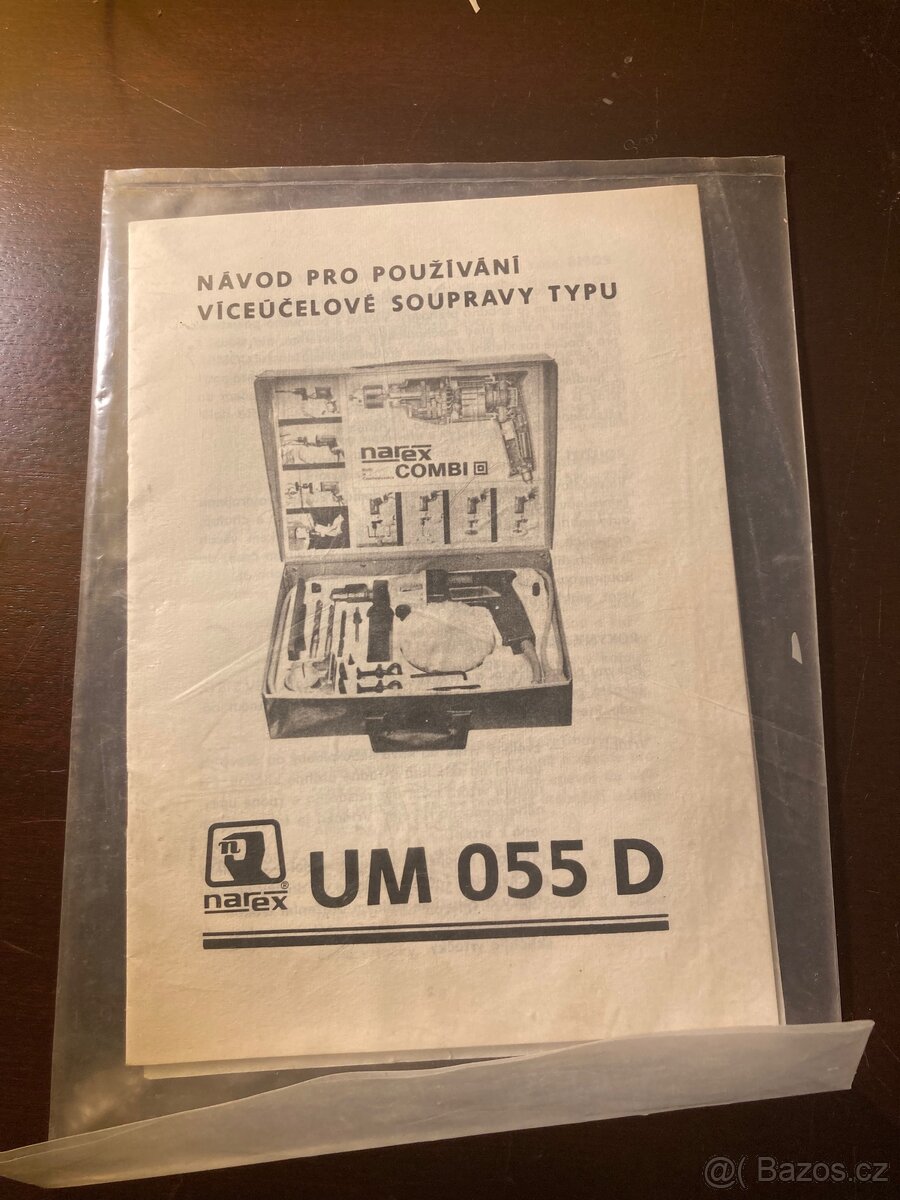 NÁVOD PRO POUŽÍVÁNÍ
VÍCEÚČELOVÉ SOUPRAVY TYPU
narex
COMBI
n
narex®
UM 055 D
@( Bazos.cz